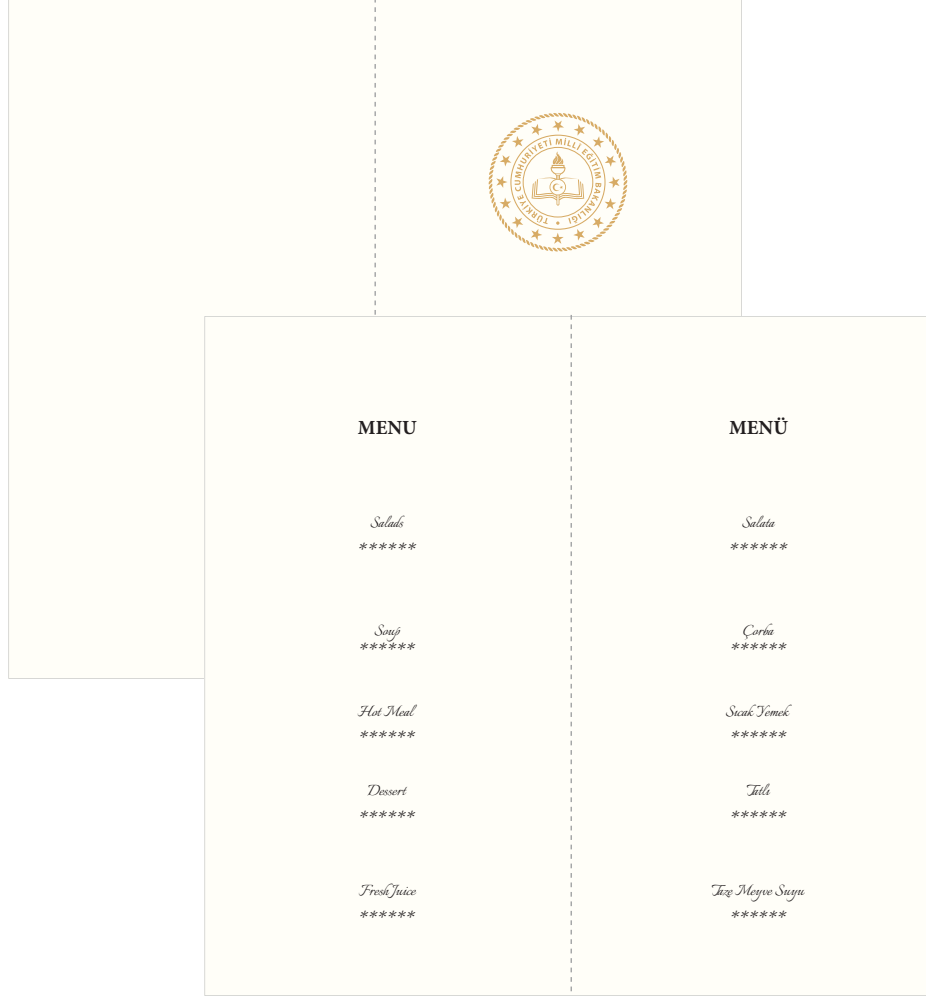 TÜRKİYE CUMHURİYETİ MİLLİ EĞİTİM BAKANLIĞI
MENU
Salads
******
Soup
******
Hot Meal
******
Dessert
******
Fresh Juice
******
MENÜ
Salata
******
Çorba
******
Sıcak Yemek
******
Tatlı
******
Taze Meyve Suyu
******